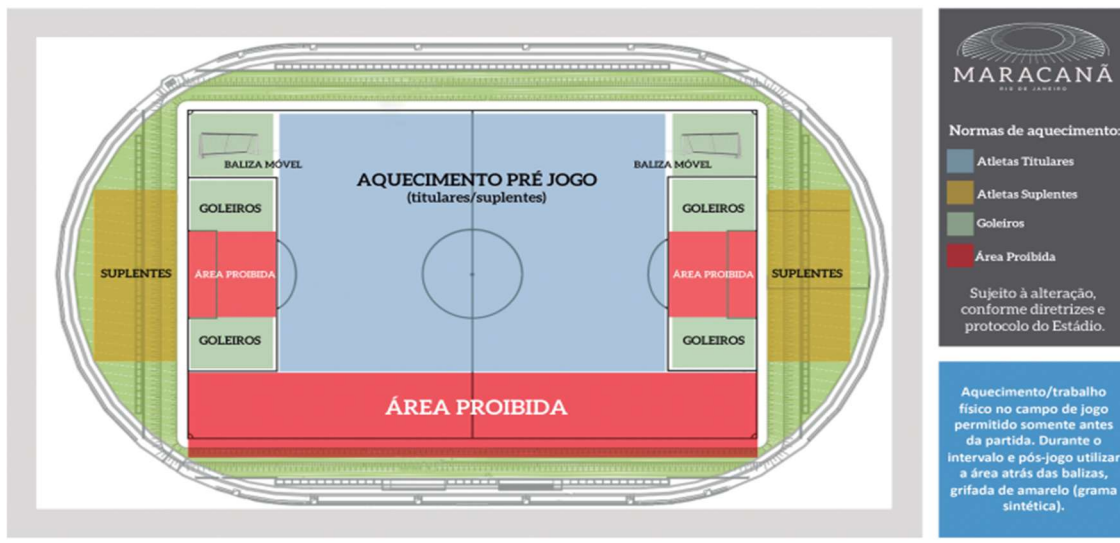 BALIZA MÓVEL
BALIZA MÓVEL
AQUECIMENTO PRÉ JOGO
(titulares/suplentes)
GOLEIROS
GOLEIROS
SUPLENTES
ÁREA PROIBIDA
ÁREA PROIBIDA
SUPLENTES
GOLEIROS
GOLEIROS
ÁREA PROIBIDA
MARACANÃ
RIO DE JANEIRO
Normas de aquecimento:
Atletas Titulares
Atletas Suplentes
Goleiros
Área Proibida
Sujeito à alteração,
conforme diretrizes e
protocolo do Estádio.
Aquecimento/trabalho
físico no campo de jogo
permitido somente antes
da partida. Durante o
intervalo e pós-jogo utilizar
a área atrás das balizas,
grifada de amarelo (grama
sintética).